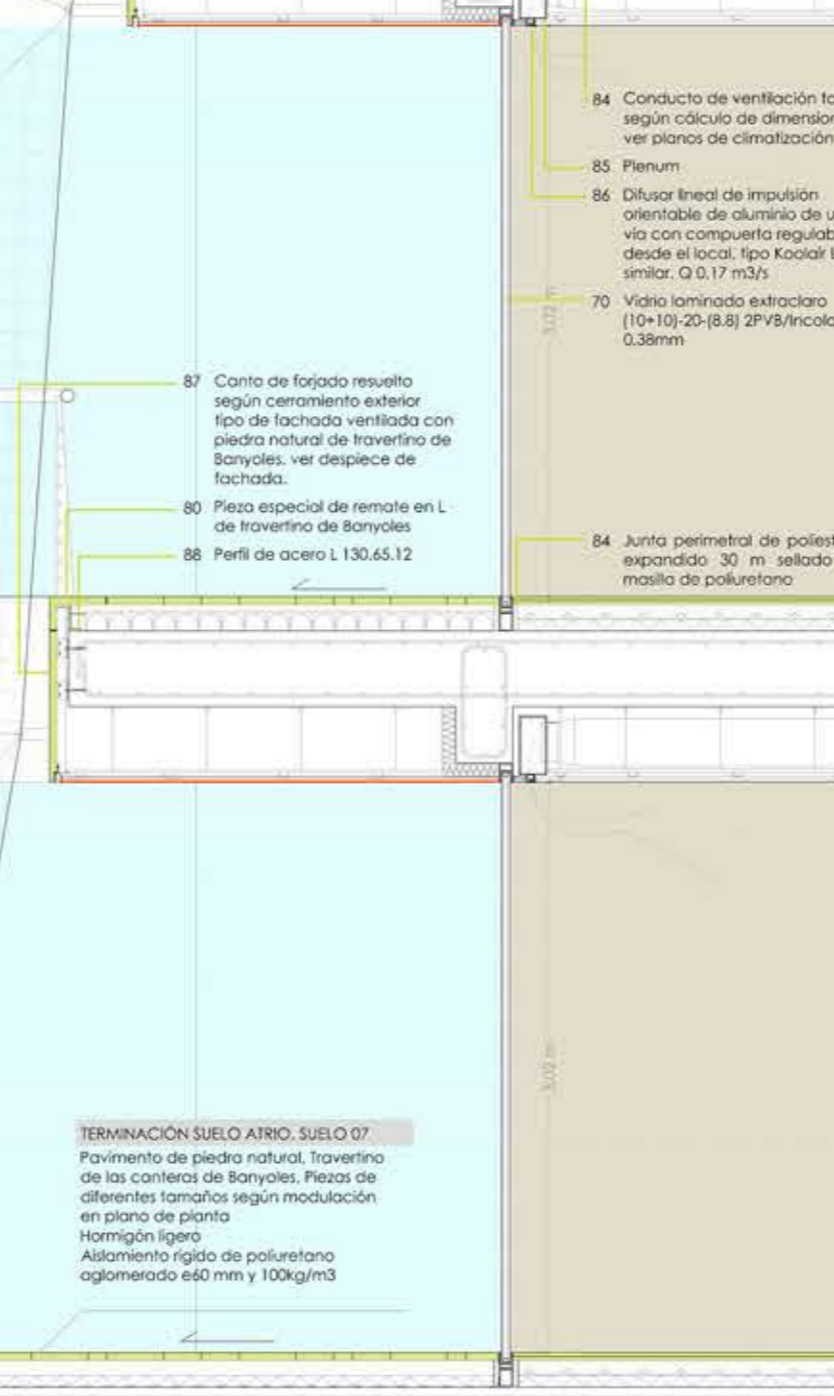 84 Conducto de ventilación
según cálculo de
ver planos de climatización
85 Plenum
86 Difusor lineal de impulsión
orientable de aluminio de
vía con compuerta
desde el local, tipo Koolair
similar. Q 0.17 m3/s
70 Vidrio laminado extraclaro
(10+10)-20-(8.8)
0.38mm
87 Canto de forjado resuelto
según cerramiento exterior
tipo de fachada ventilada con
piedra natural de travertino de
Banyoles. ver despiece de
fachada.
80 Pieza especial de remate en L
de travertino de Banyoles
88 Perfil de acero L 130.65.12
84 Junta perimetral de
expandido 30 m sellado
masilla de poliuretano
TERMINACIÓN SUELO ATRIO. SUELO 07
Pavimento de piedra natural, Travertino
de las canteras de Banyoles. Piezas de
diferentes tamaños según modulación
en plano de planta
Hormigón ligero
Aislamiento rígido de poliuretano
aglomerado e60 mm y 100kg/m3